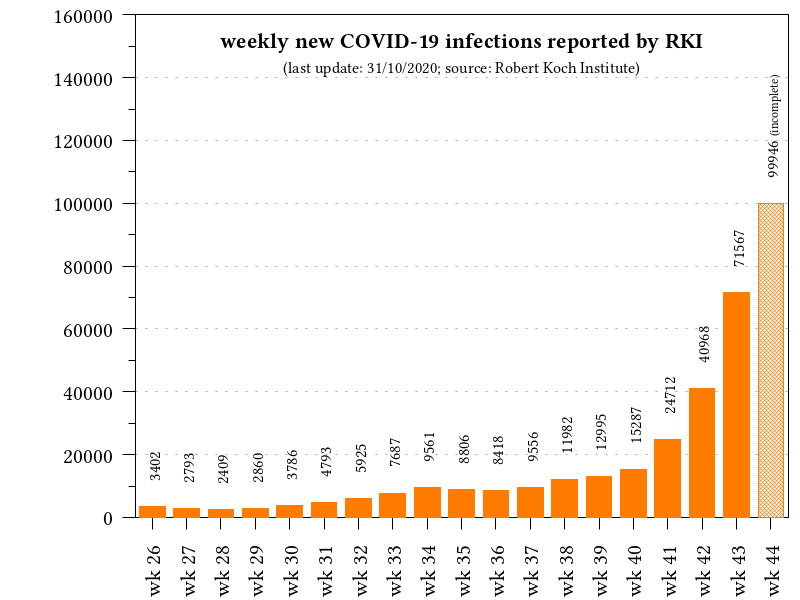 weekly new COVID-19 infections reported by RKI
(last update: 31/10/2020; source: Robert Koch Institute)
160000
140000
120000
100000
80000
60000
40000
20000
0
3402
2793
2409
2860
3786
4793
5925
7687
9561
8806
8418
9556
11982
12995
15287
24712
40968
71567
99946 (incomplete)
wk 26
wk 27
wk 28
wk 29
wk 30
wk 31
wk 32
wk 33
wk 34
wk 35
wk 36
wk 37
wk 38
wk 39
wk 40
wk 41
wk 42
wk 43
wk 44